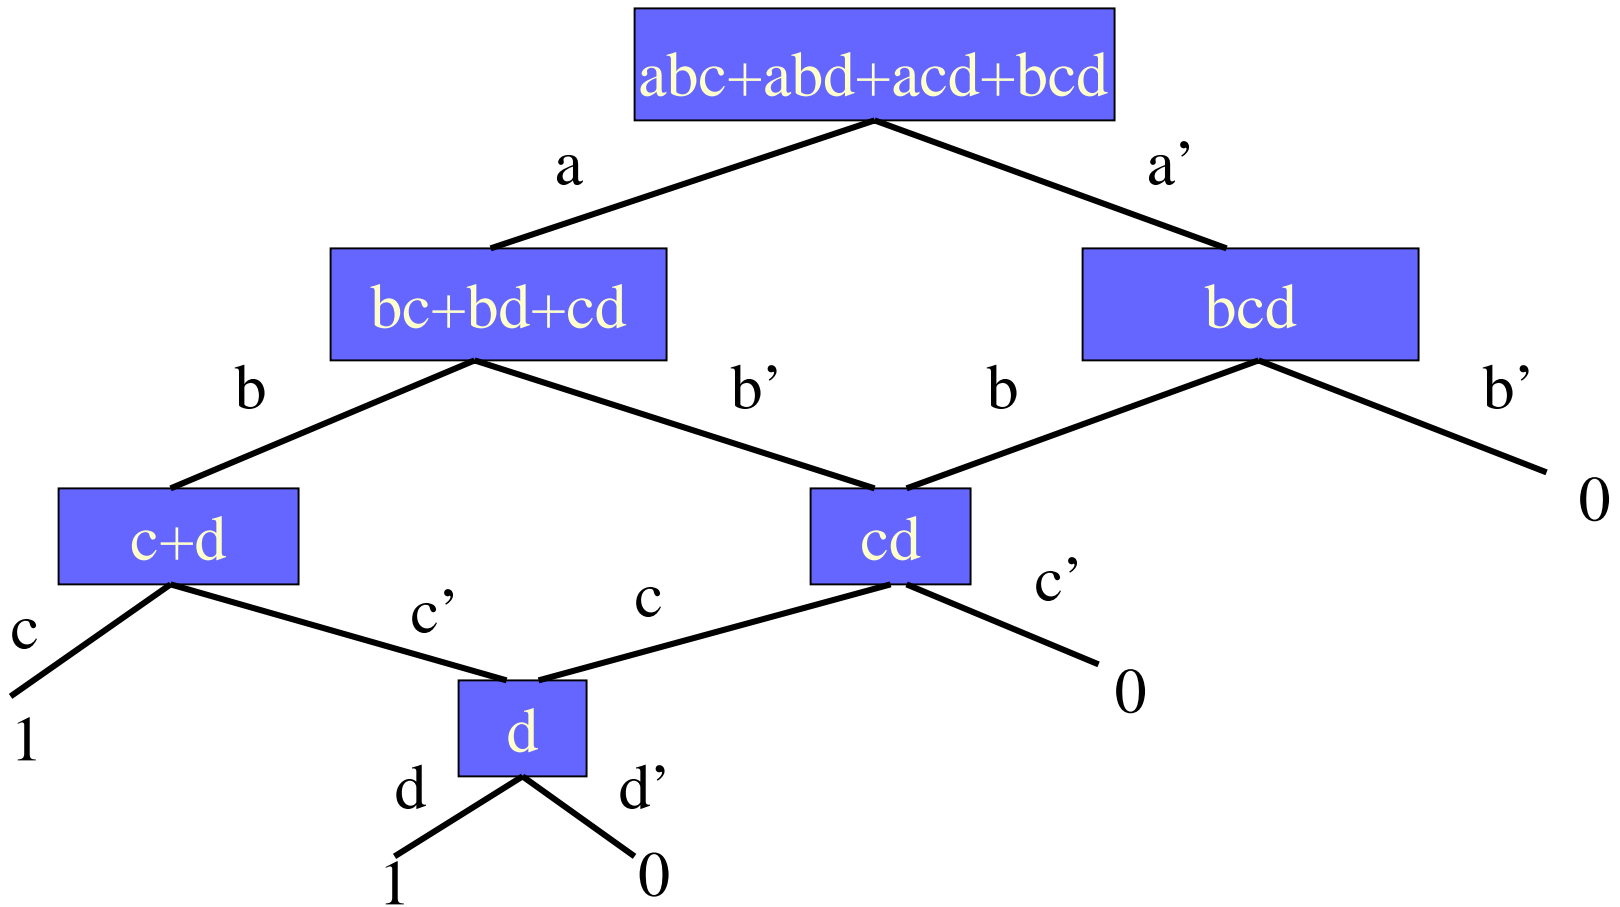 abc+abd+acd+bcd
a a’
bc+bd+cd bcd
b b’ b b’
0
c+d cd
c c’ c c’
0
1 d
d d’
1 0